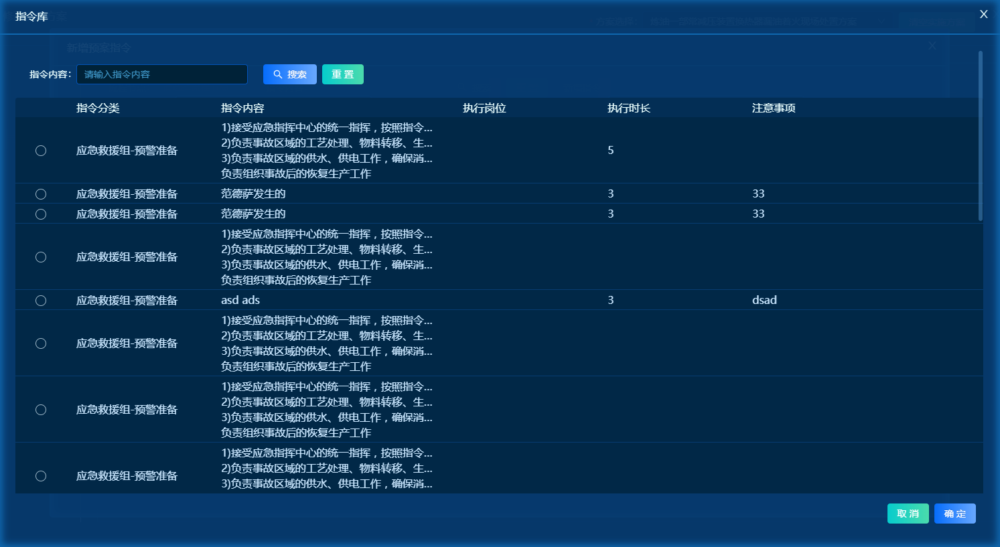 指令库
X
新增预案指令
指令内容： 请输入指令内容 搜索 重 置
指令分类 指令内容 执行岗位 执行时长 注意事项
1)接受应急指挥中心的统一指挥，按照指令...
2)负责事故区域的工艺处理、物料转移、生...
3)负责事故区域的供水、供电工作，确保消...
负责组织事故后的恢复生产工作
应急救援组-预警准备 5
应急救援组-预警准备 范德萨发生的 3 33
应急救援组-预警准备 范德萨发生的 3 33
1)接受应急指挥中心的统一指挥，按照指令...
2)负责事故区域的工艺处理、物料转移、生...
3)负责事故区域的供水、供电工作，确保消...
负责组织事故后的恢复生产工作
应急救援组-预警准备
应急救援组-预警准备 asd ads 3 dsad
1)接受应急指挥中心的统一指挥，按照指令...
2)负责事故区域的工艺处理、物料转移、生...
3)负责事故区域的供水、供电工作，确保消...
负责组织事故后的恢复生产工作
应急救援组-预警准备
1)接受应急指挥中心的统一指挥，按照指令...
2)负责事故区域的工艺处理、物料转移、生...
3)负责事故区域的供水、供电工作，确保消...
负责组织事故后的恢复生产工作
应急救援组-预警准备
1)接受应急指挥中心的统一指挥，按照指令...
2)负责事故区域的工艺处理、物料转移、生...
3)负责事故区域的供水、供电工作，确保消...
应急救援组-预警准备
取 消 确 定